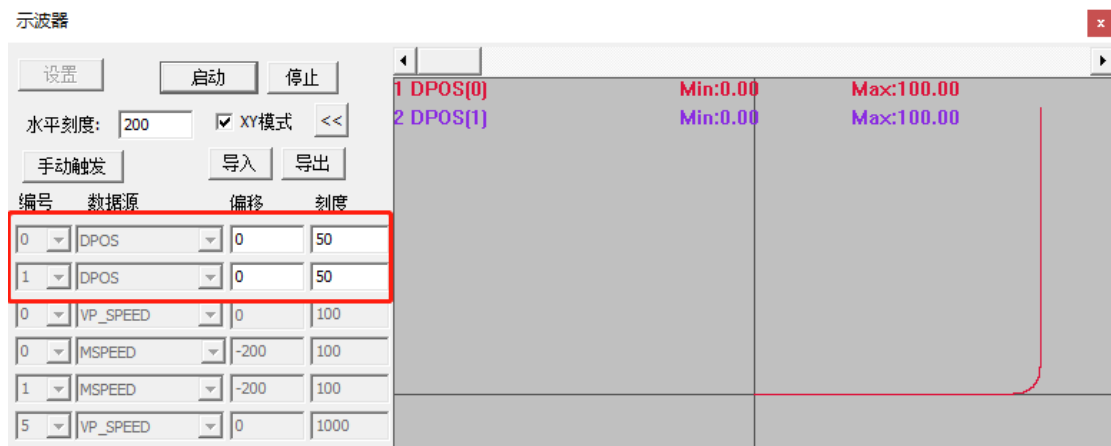 示波器
x
设置 启动 停止
水平刻度: 200 XY模式 <<
手动触发 导入 导出
编号 数据源 偏移 刻度
0 DPOS 0 50
1 DPOS 0 50
0 VP_SPEED 0 100
0 MSPEED -200 100
1 MSPEED -200 100
5 VP_SPEED 0 1000
1 DPOS(0) Min:0.00 Max:100.00
2 DPOS(1) Min:0.00 Max:100.00